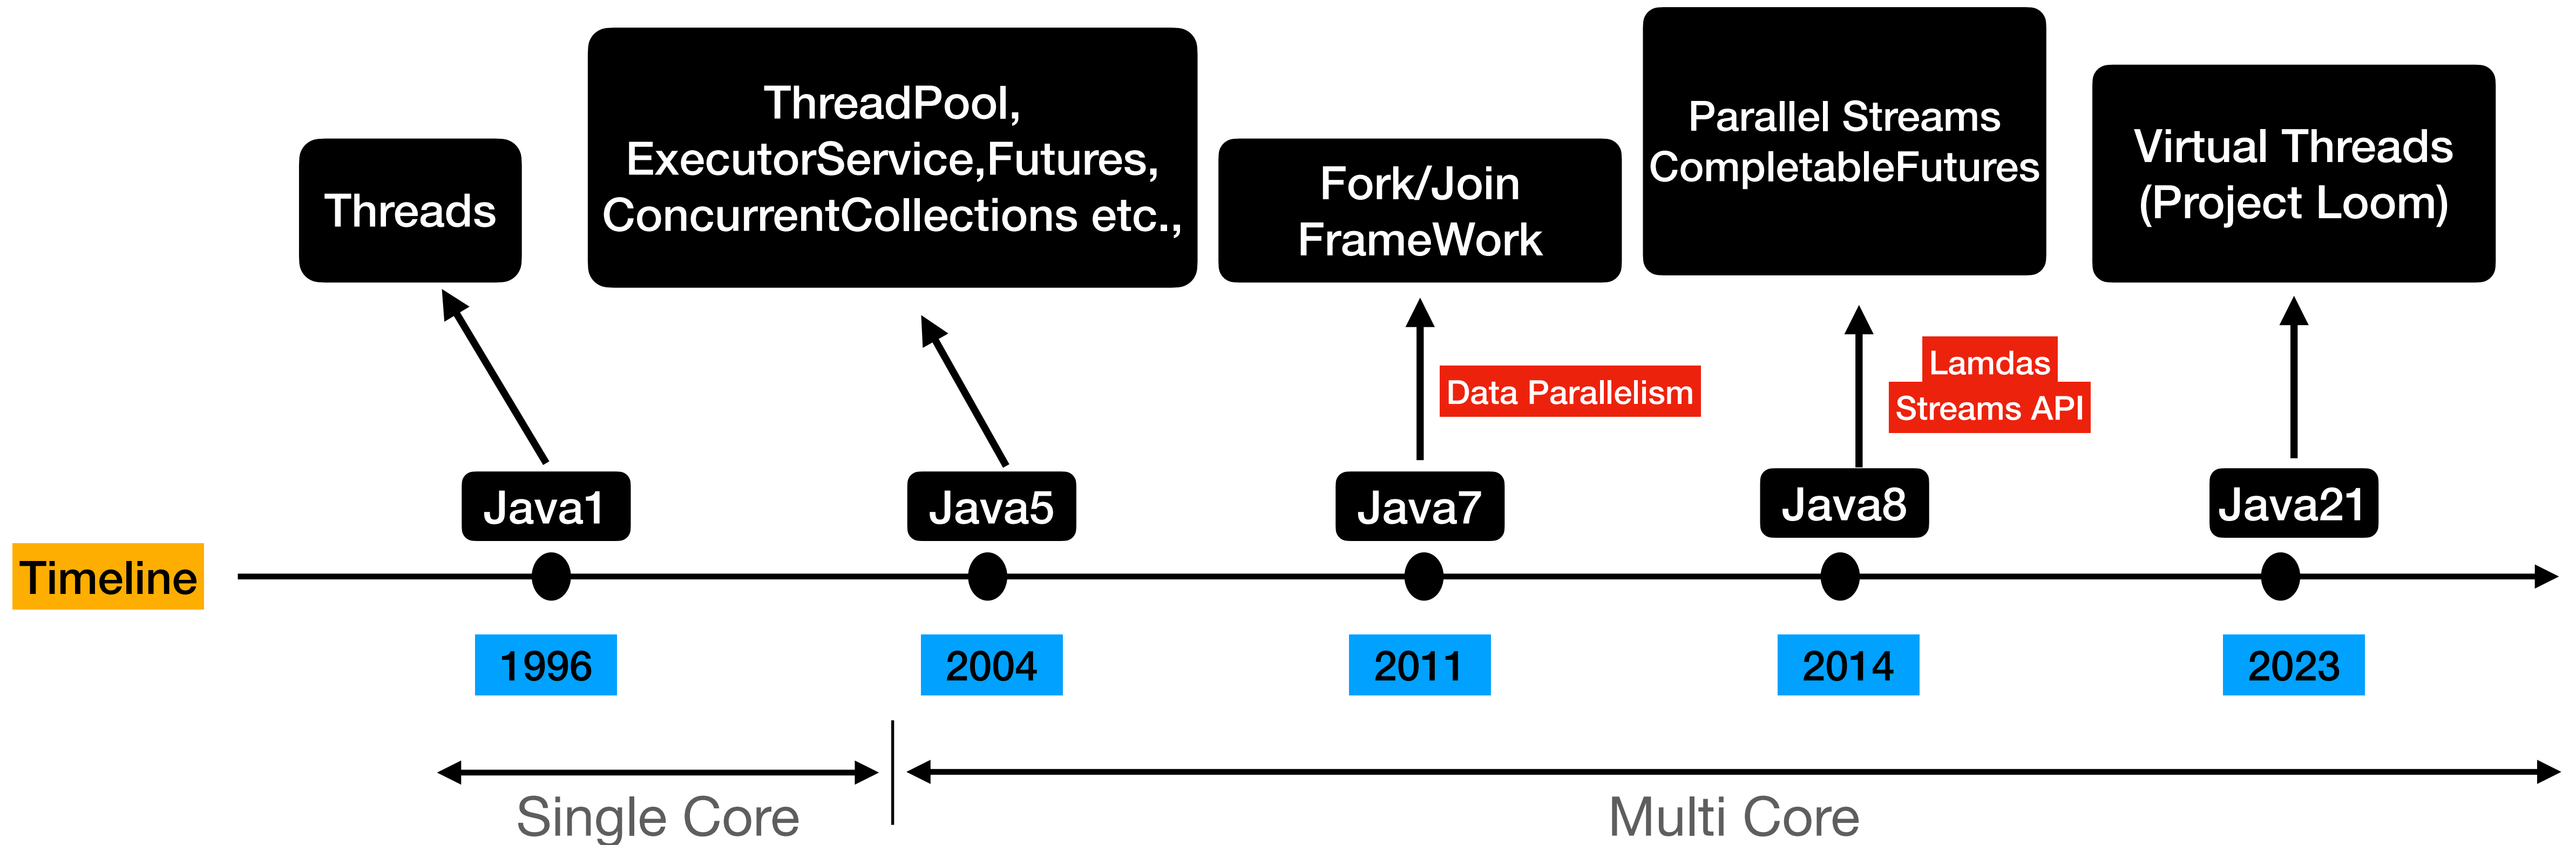 Threads
ThreadPool,
ExecutorService,Futures,
ConcurrentCollections etc.,
Fork/Join
FrameWork
Parallel Streams
CompletableFutures
Virtual Threads
(Project Loom)
Data Parallelism
Lamdas
Streams API
Java1
Java5
Java7
Java8
Java21
Timeline
1996
2004
2011
2014
2023
Single Core
Multi Core